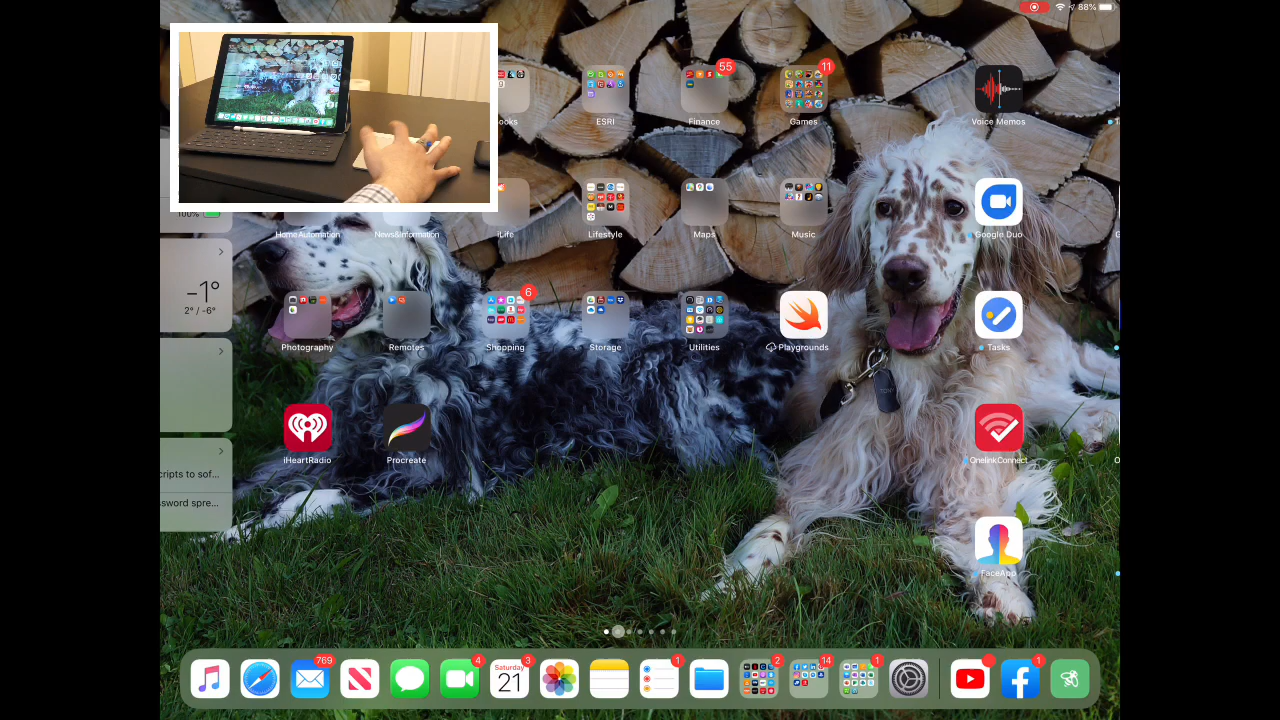 88%
55
11
ooks
ESRI
Finance
Games
Voice Memos
100%
Home Automation
News&Information
iLife
Lifestyle
Maps
Music
Google Duo
-1°
2° / -6°
6
Photography
Remotes
Shopping
Storage
Utilities
Playgrounds
Tasks
cripts to sof...
ssword spre...
iHeartRadio
Procreate
OnelinkConnect
FaceApp
769
4
Saturday
21
3
1
2
14
1
1